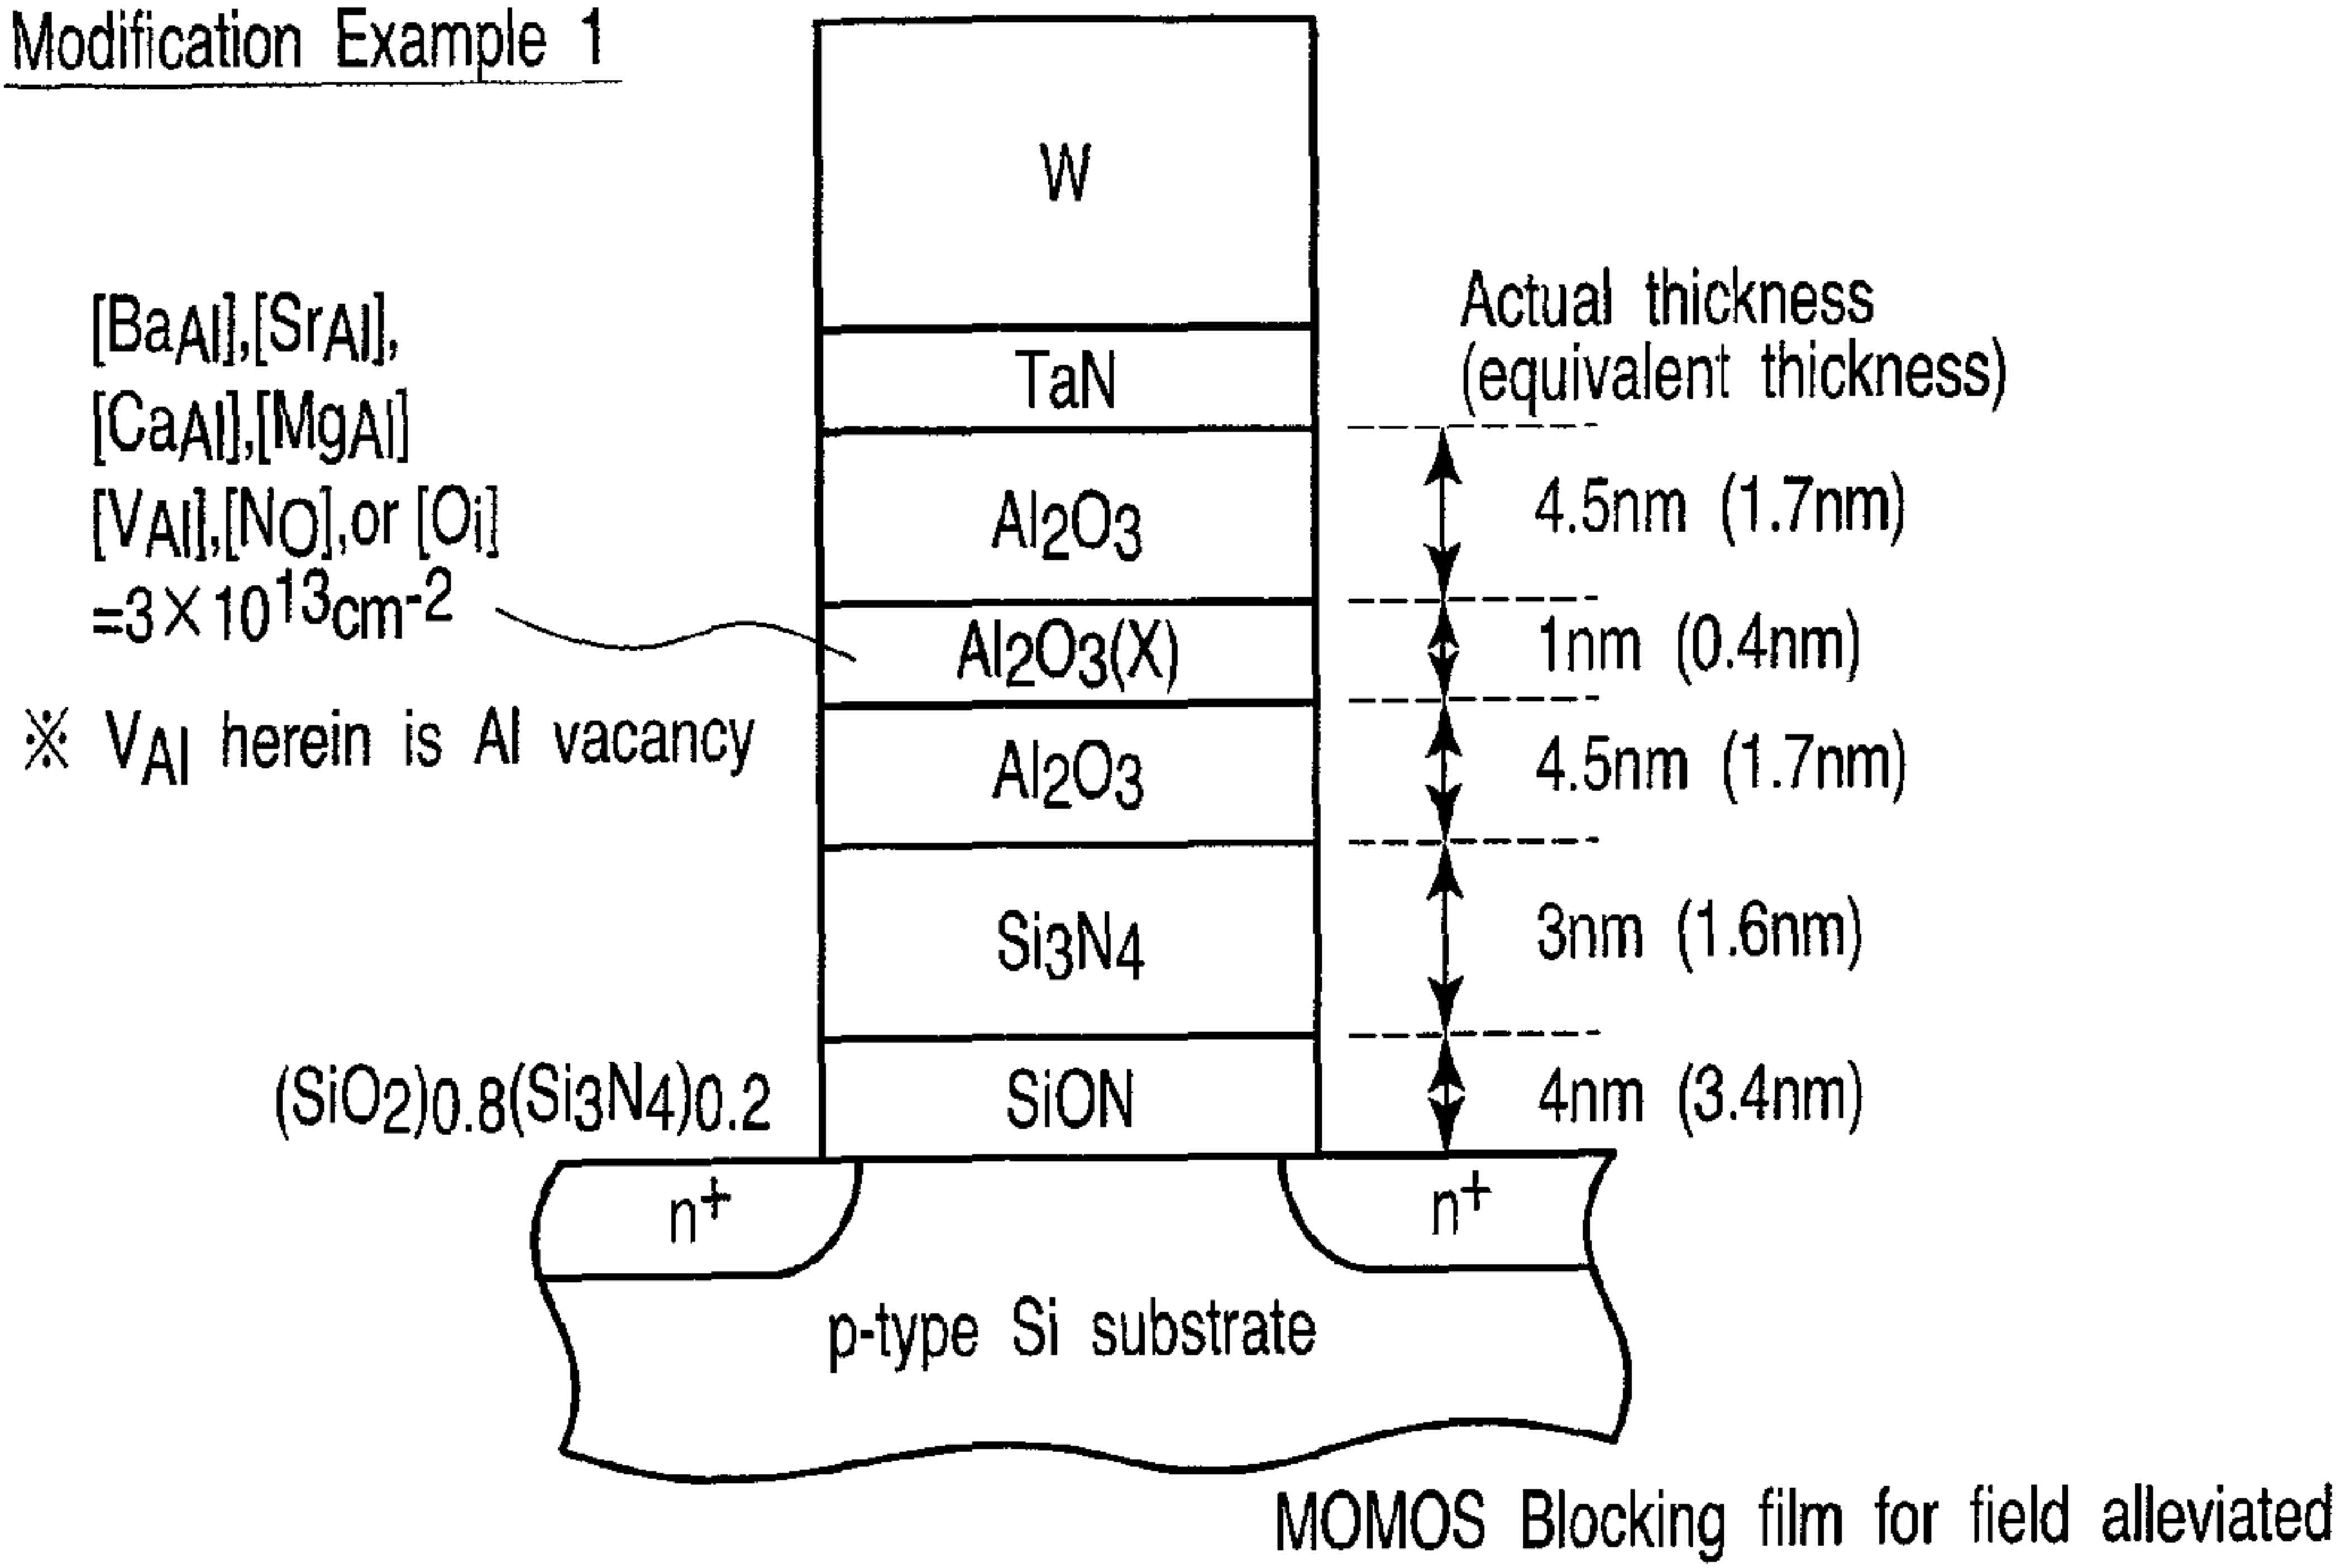 Modification Example 1
W
TaN
Al2O3
Al2O3(X)
Al2O3
Si3N4
SiON
[BaAl],[SrAl],
[CaAl],[MgAl]
[VAl],[NO],or [Oi]
=3×10^13cm^-2
※ VAl herein is Al vacancy
(SiO2)0.8(Si3N4)0.2
Actual thickness
(equivalent thickness)
4.5nm (1.7nm)
1nm (0.4nm)
4.5nm (1.7nm)
3nm (1.6nm)
4nm (3.4nm)
n+
n+
p-type Si substrate
MOMOS Blocking film for field alleviated